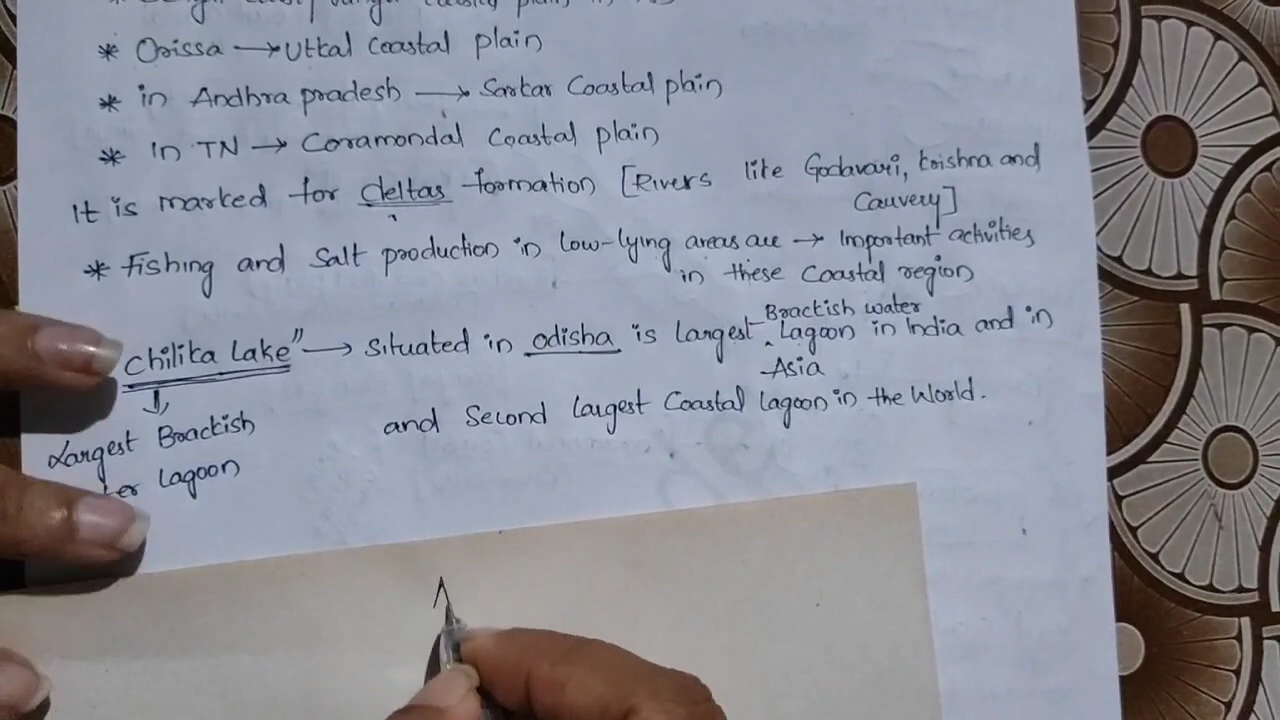 * Orissa → Utkal Coastal plain
* in Andhra pradesh → Sarkar Coastal plain
* In TN → Coramondal Coastal plain
It is marked for deltas formation [Rivers like Godavari, krishna and Cauvery]
* Fishing and Salt production in low-lying areas are → Important activities
in these Coastal region
Chilika Lake" → Situated in odisha is largest Brackish water Lagoon in India and in
Asia
and Second largest Coastal lagoon in the World.
↓
Largest Brackish
ter lagoon